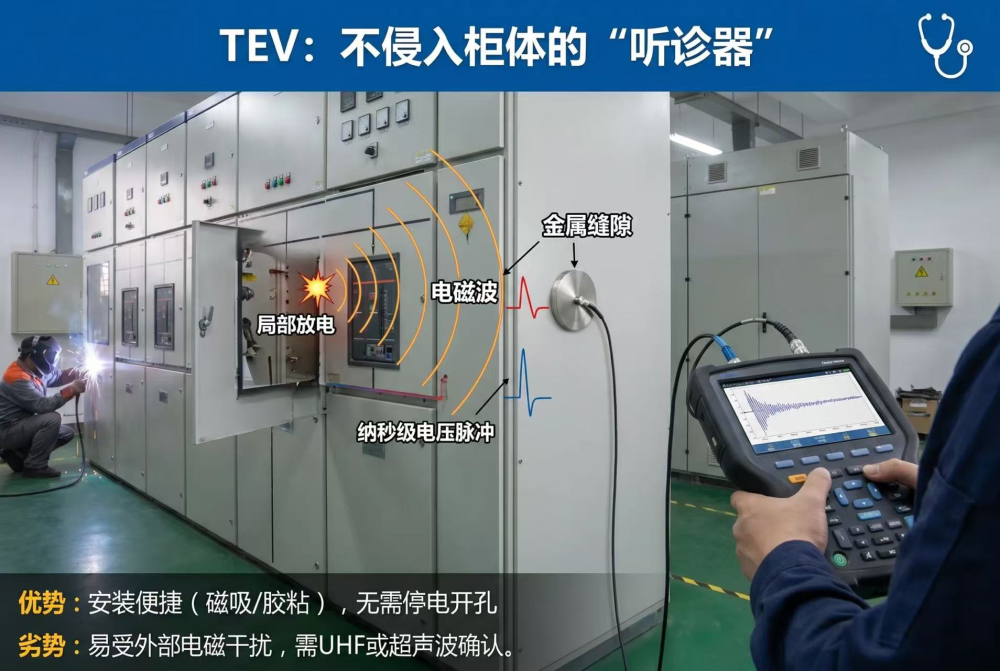 TEV：不侵入柜体的“听诊器”
金属缝隙
电磁波
局部放电
纳秒级电压脉冲
优势：安装便捷（磁吸/胶粘），无需停电开孔
劣势：易受外部电磁干扰，需UHF或超声波确认。